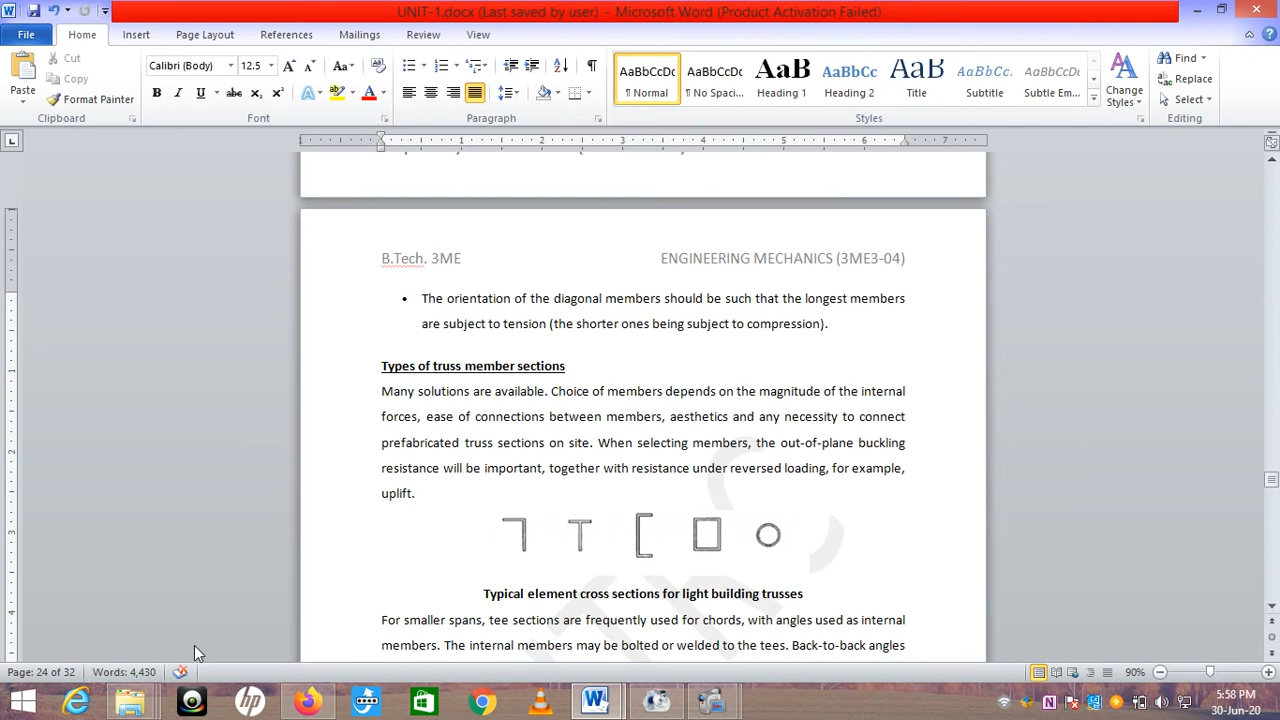 UNIT-1.docx (Last saved by user) - Microsoft Word (Product Activation Failed)
File Home Insert Page Layout References Mailings Review View
Paste
Cut
Copy
Format Painter
Clipboard
Calibri (Body) 12.5
Font
Paragraph
AaBbCcDc AaBbCcDc AaB AaBbCc AaB AaBbCcL AaBbCcDc
¶ Normal ¶ No Spaci... Heading 1 Heading 2 Title Subtitle Subtle Em...
Styles
Change
Styles
Find
Replace
Select
Editing
B.Tech. 3ME ENGINEERING MECHANICS (3ME3-04)
• The orientation of the diagonal members should be such that the longest members
are subject to tension (the shorter ones being subject to compression).
Types of truss member sections
Many solutions are available. Choice of members depends on the magnitude of the internal
forces, ease of connections between members, aesthetics and any necessity to connect
prefabricated truss sections on site. When selecting members, the out-of-plane buckling
resistance will be important, together with resistance under reversed loading, for example,
uplift.
Typical element cross sections for light building trusses
For smaller spans, tee sections are frequently used for chords, with angles used as internal
members. The internal members may be bolted or welded to the tees. Back-to-back angles
Page: 24 of 32 Words: 4,430 90%
5:58 PM
30-Jun-20